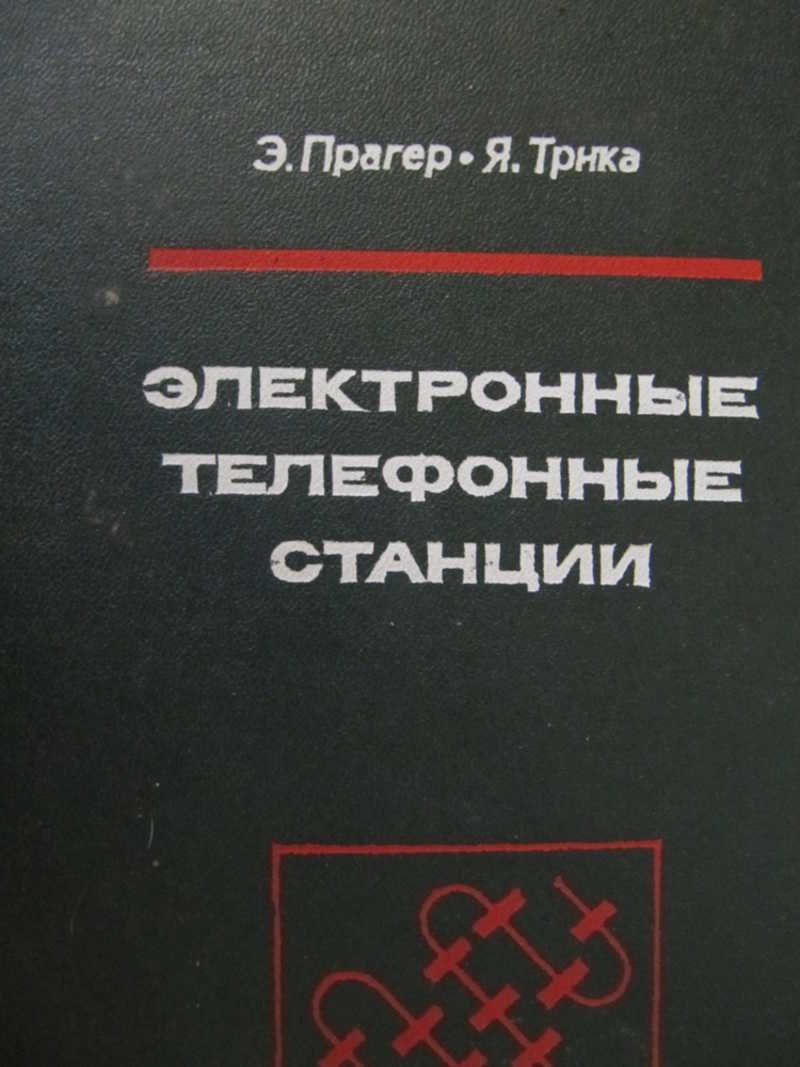 Э. Прагер • Я. Трнка
ЭЛЕКТРОННЫЕ
ТЕЛЕФОННЫЕ
СТАНЦИИ